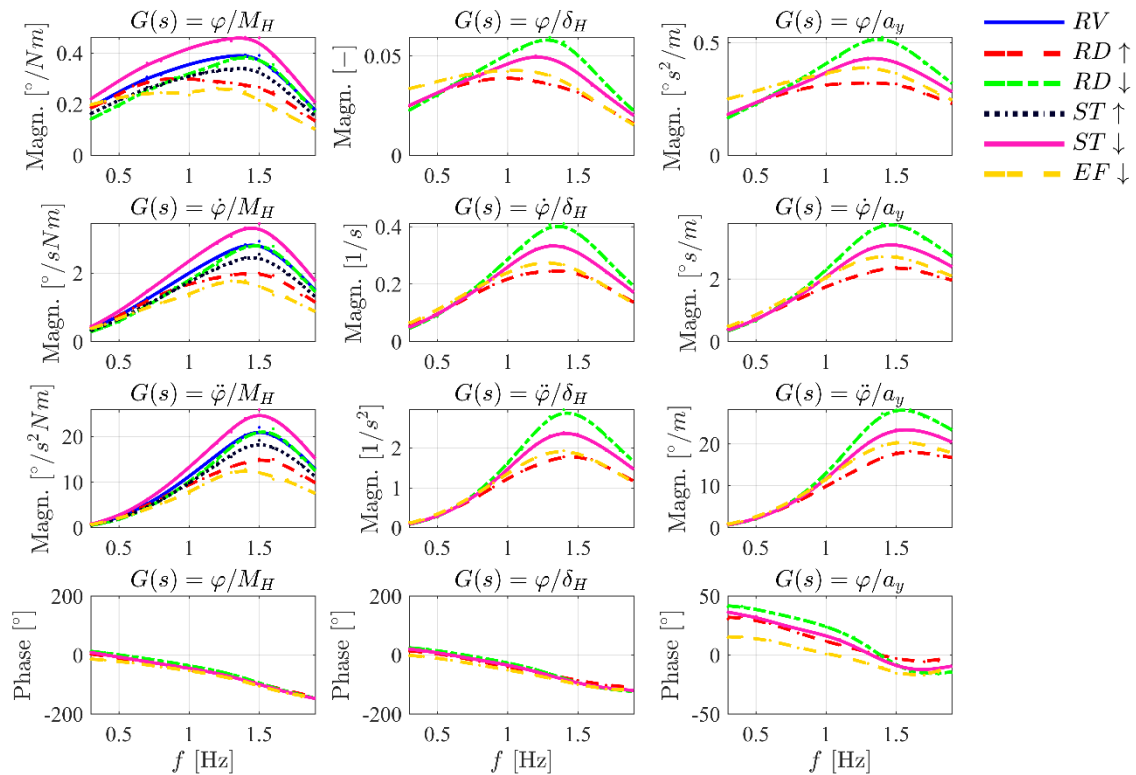 G(s) = φ/M_H
G(s) = φ/δ_H
G(s) = φ/a_y
RV
RD ↑
RD ↓
ST ↑
ST ↓
EF ↓
Magn. [°/Nm]
0.4
0.2
0
0.5 1 1.5
Magn. [−]
0.05
0
0.5 1 1.5
Magn. [°s²/m]
0.5
0
0.5 1 1.5
G(s) = φ̇/M_H
G(s) = φ̇/δ_H
G(s) = φ̇/a_y
Magn. [°/sNm]
2
0
0.5 1 1.5
Magn. [1/s]
0.4
0.2
0
0.5 1 1.5
Magn. [°s/m]
2
0
0.5 1 1.5
G(s) = φ̈/M_H
G(s) = φ̈/δ_H
G(s) = φ̈/a_y
Magn. [°/s²Nm]
20
10
0
0.5 1 1.5
Magn. [1/s²]
2
1
0
0.5 1 1.5
Magn. [°/m]
20
10
0
0.5 1 1.5
G(s) = φ/M_H
G(s) = φ/δ_H
G(s) = φ/a_y
Phase [°]
200
0
-200
0.5 1 1.5
f [Hz]
Phase [°]
200
0
-200
0.5 1 1.5
f [Hz]
Phase [°]
50
0
-50
0.5 1 1.5
f [Hz]